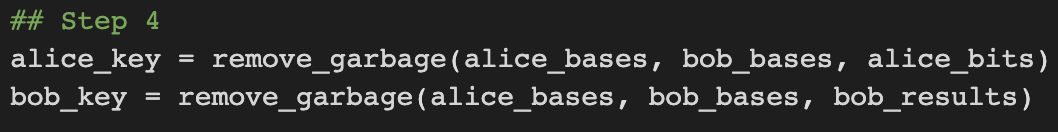 ## Step 4
alice_key = remove_garbage(alice_bases, bob_bases, alice_bits)
bob_key = remove_garbage(alice_bases, bob_bases, bob_results)